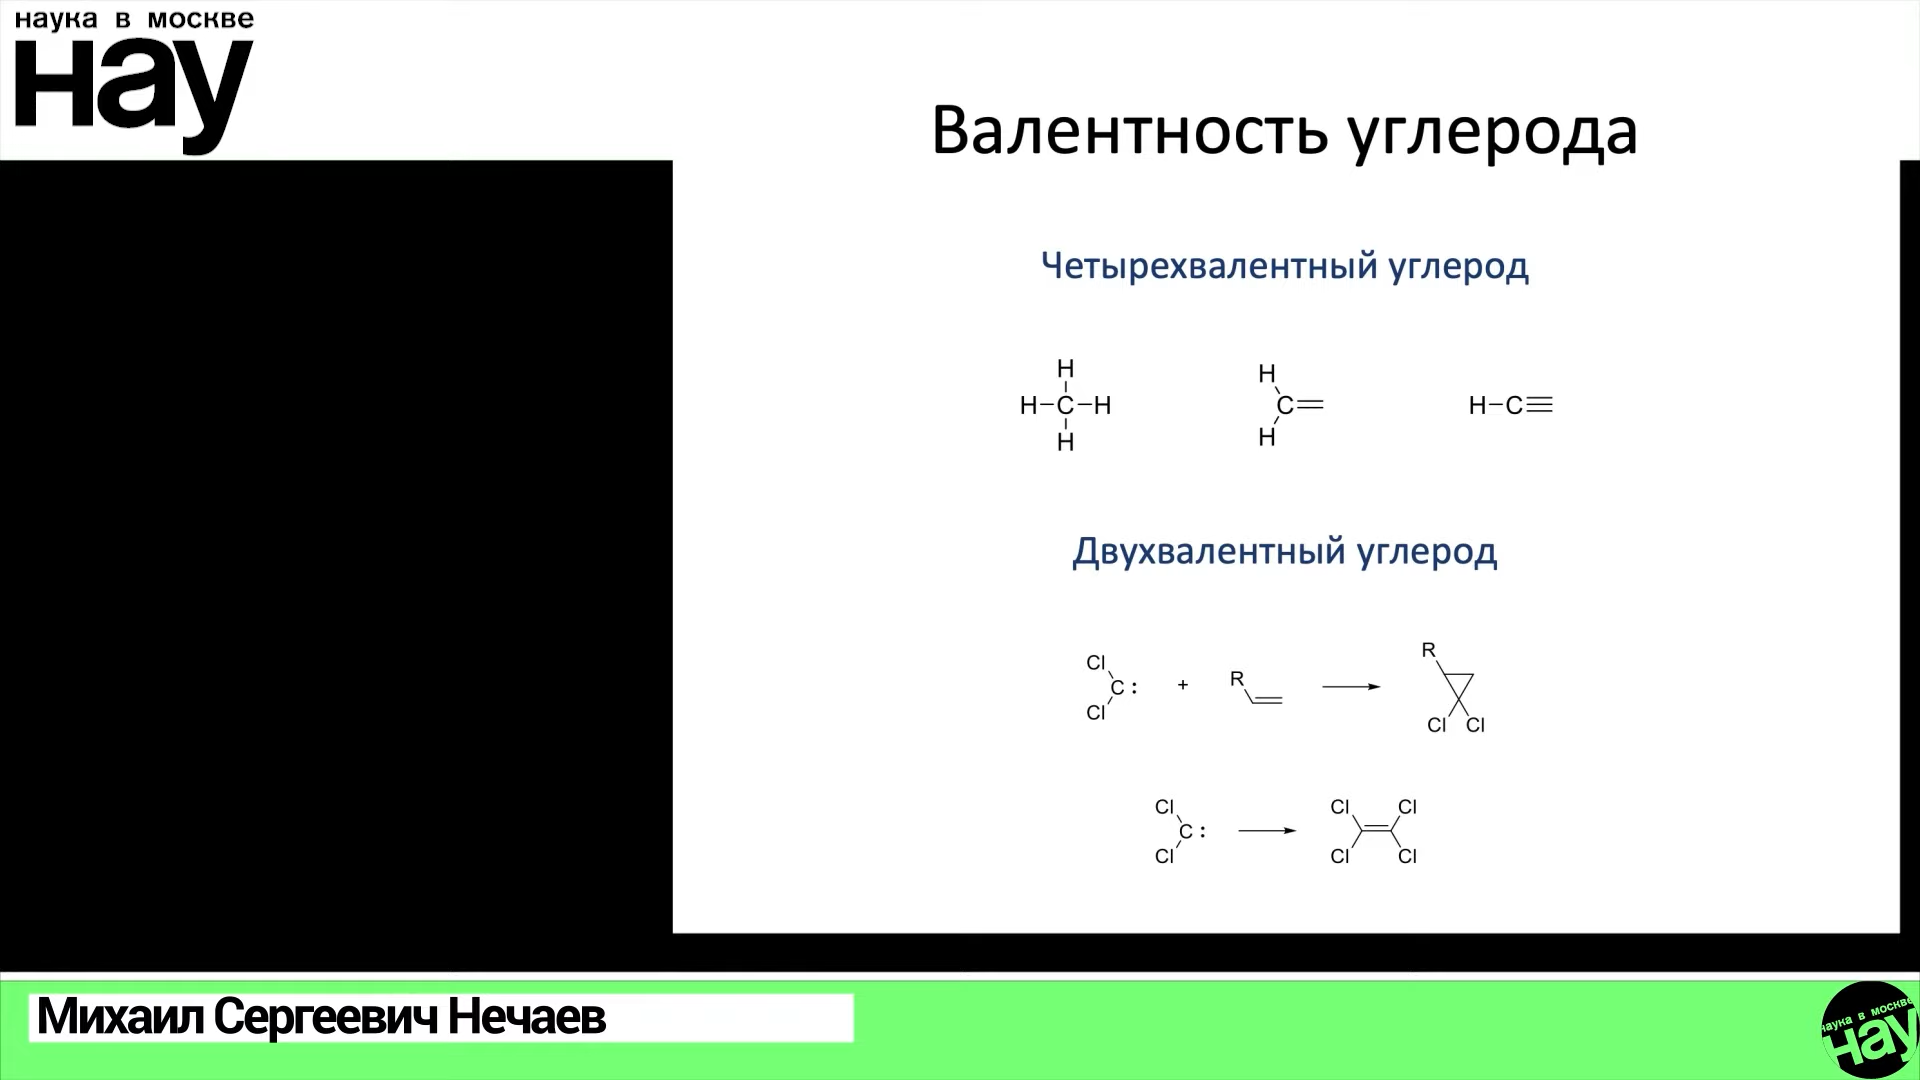 наука в москве
нау
Валентность углерода
Четырехвалентный углерод
H
H–C–H
H
H
C=
H
H–C≡
Двухвалентный углерод
Cl
C:
Cl
+
R
R
Cl Cl
Cl
C:
Cl
Cl Cl
Cl Cl
Михаил Сергеевич Нечаев
наука в москве
нау